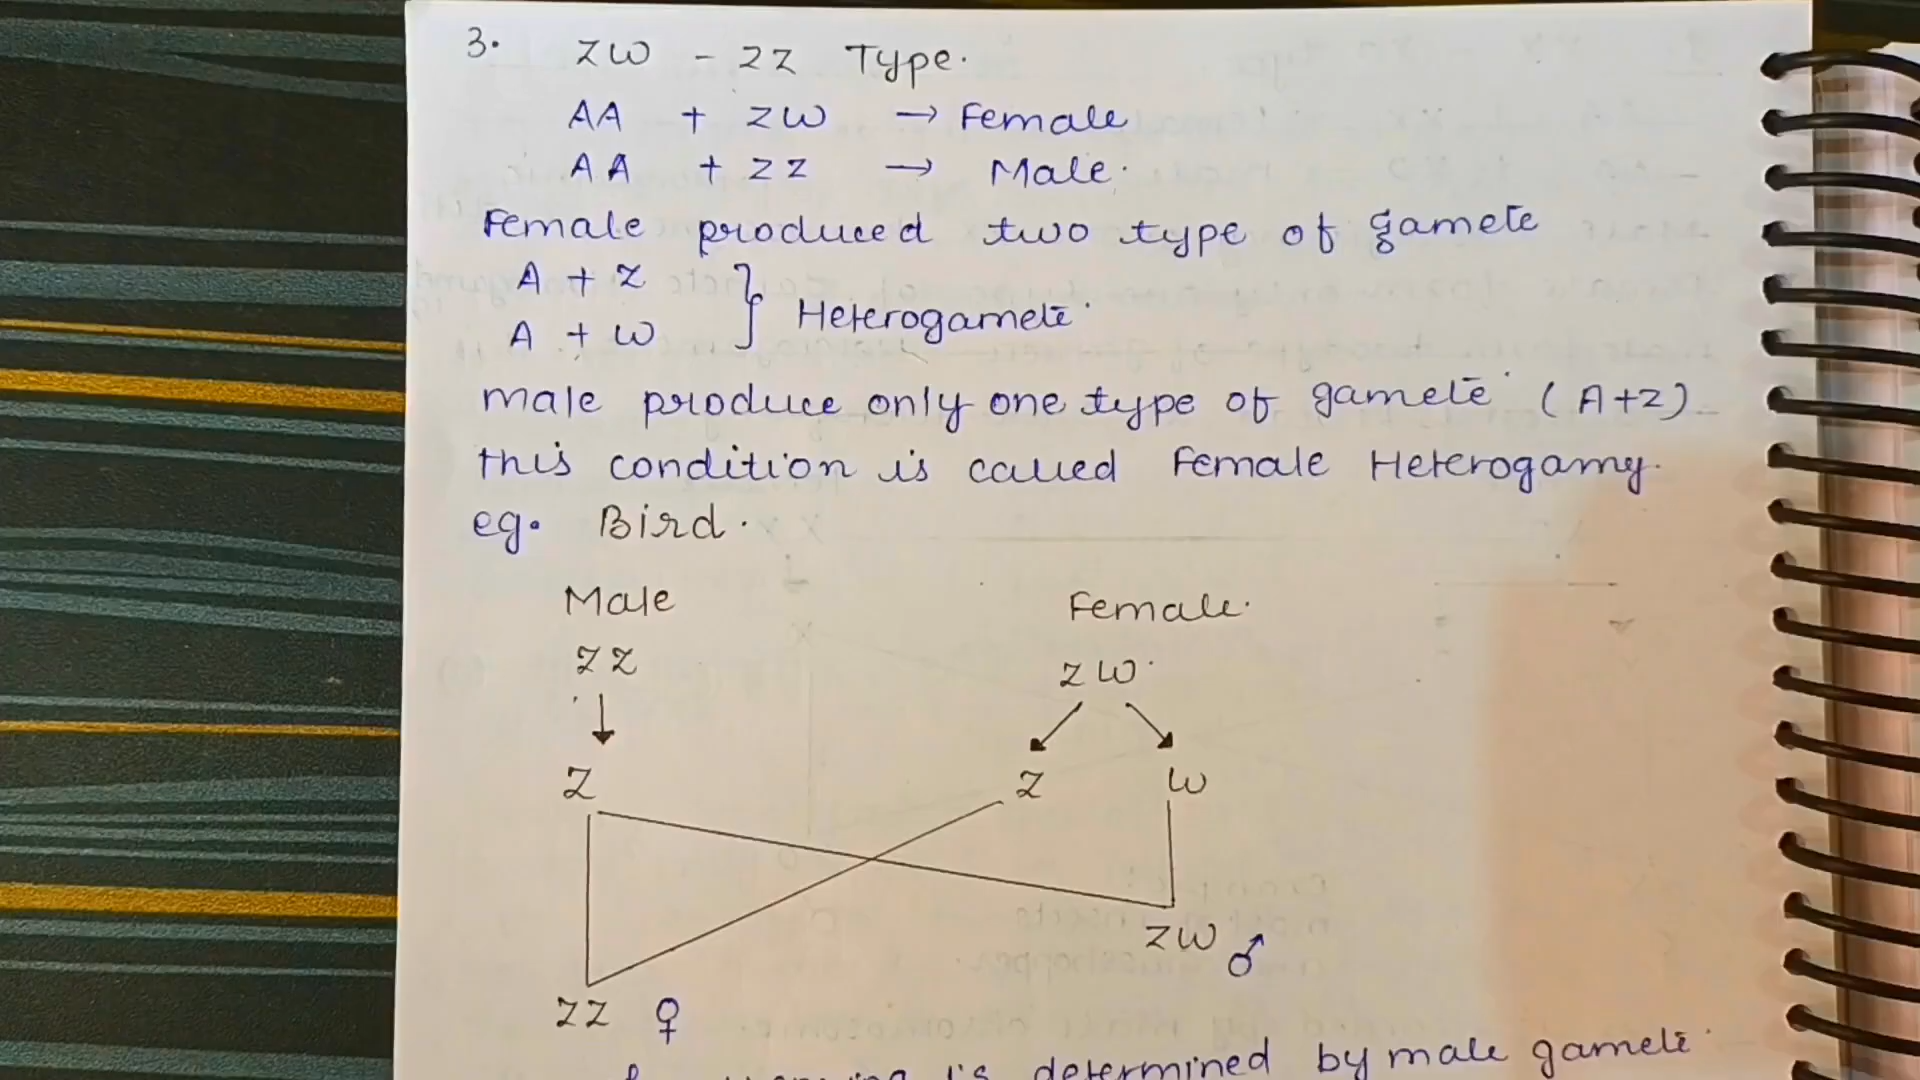 3. ZW - ZZ Type.
AA + ZW → Female
AA + ZZ → Male.
Female produced two type of gamete
A + Z
A + W } Heterogamete.
male produce only one type of gamete (A+Z)
this condition is called Female Heterogamy.
eg. Bird.
Male Female.
ZZ ZW.
Z Z W
ZW ♂
ZZ ♀
is determined by male gamete